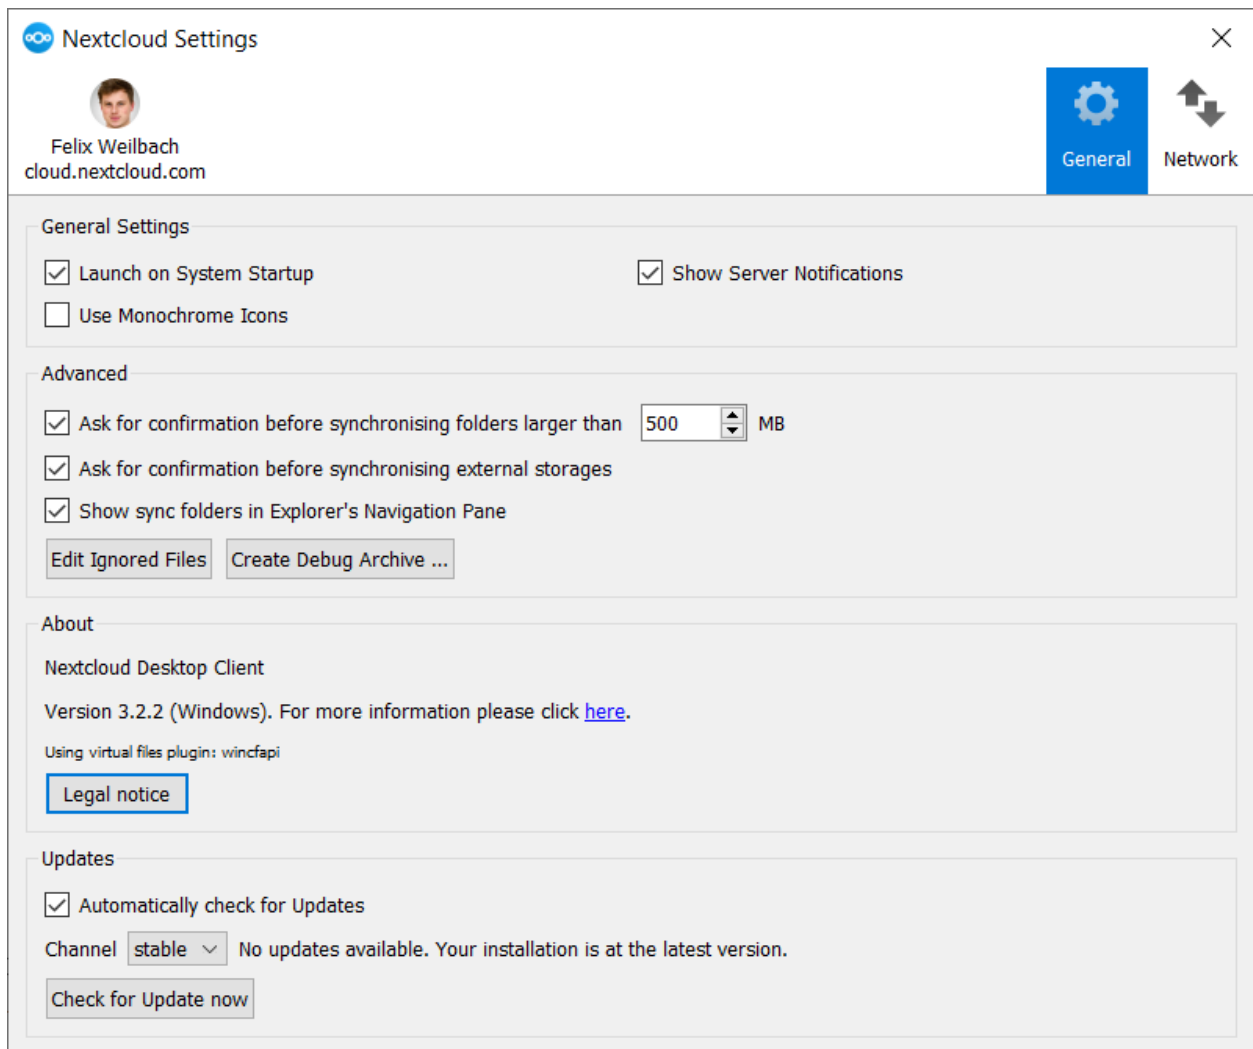 Nextcloud Settings
Felix Weilbach
cloud.nextcloud.com
General
Network
General Settings
Launch on System Startup
Show Server Notifications
Use Monochrome Icons
Advanced
Ask for confirmation before synchronising folders larger than 500 MB
Ask for confirmation before synchronising external storages
Show sync folders in Explorer's Navigation Pane
Edit Ignored Files
Create Debug Archive ...
About
Nextcloud Desktop Client
Version 3.2.2 (Windows). For more information please click here.
Using virtual files plugin: wincfapi
Legal notice
Updates
Automatically check for Updates
Channel stable No updates available. Your installation is at the latest version.
Check for Update now